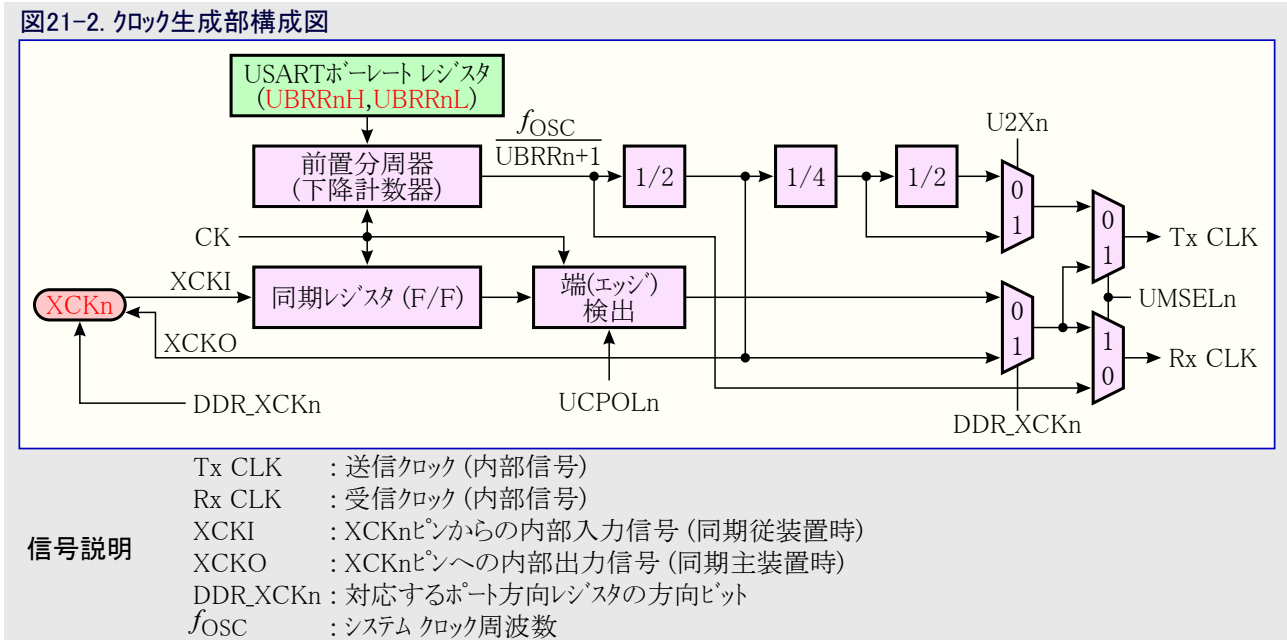 図21-2. クロック生成部構成図
USARTボーレート レジスタ
(UBRRnH,UBRRnL)
fOSC
UBRRn+1
U2Xn
前置分周器
(下降計数器)
1/2
1/4
1/2
0
1
0
1
Tx CLK
CK
XCKI
XCKn
同期レジスタ (F/F)
端(エッジ)
検出
0
1
UMSELn
1
0
Rx CLK
XCKO
DDR_XCKn
UCPOLn
DDR_XCKn
信号説明
Tx CLK : 送信クロック (内部信号)
Rx CLK : 受信クロック (内部信号)
XCKI : XCKnピンからの内部入力信号 (同期従装置時)
XCKO : XCKnピンへの内部出力信号 (同期主装置時)
DDR_XCKn : 対応するポート方向レジスタの方向ビット
fOSC : システム クロック周波数